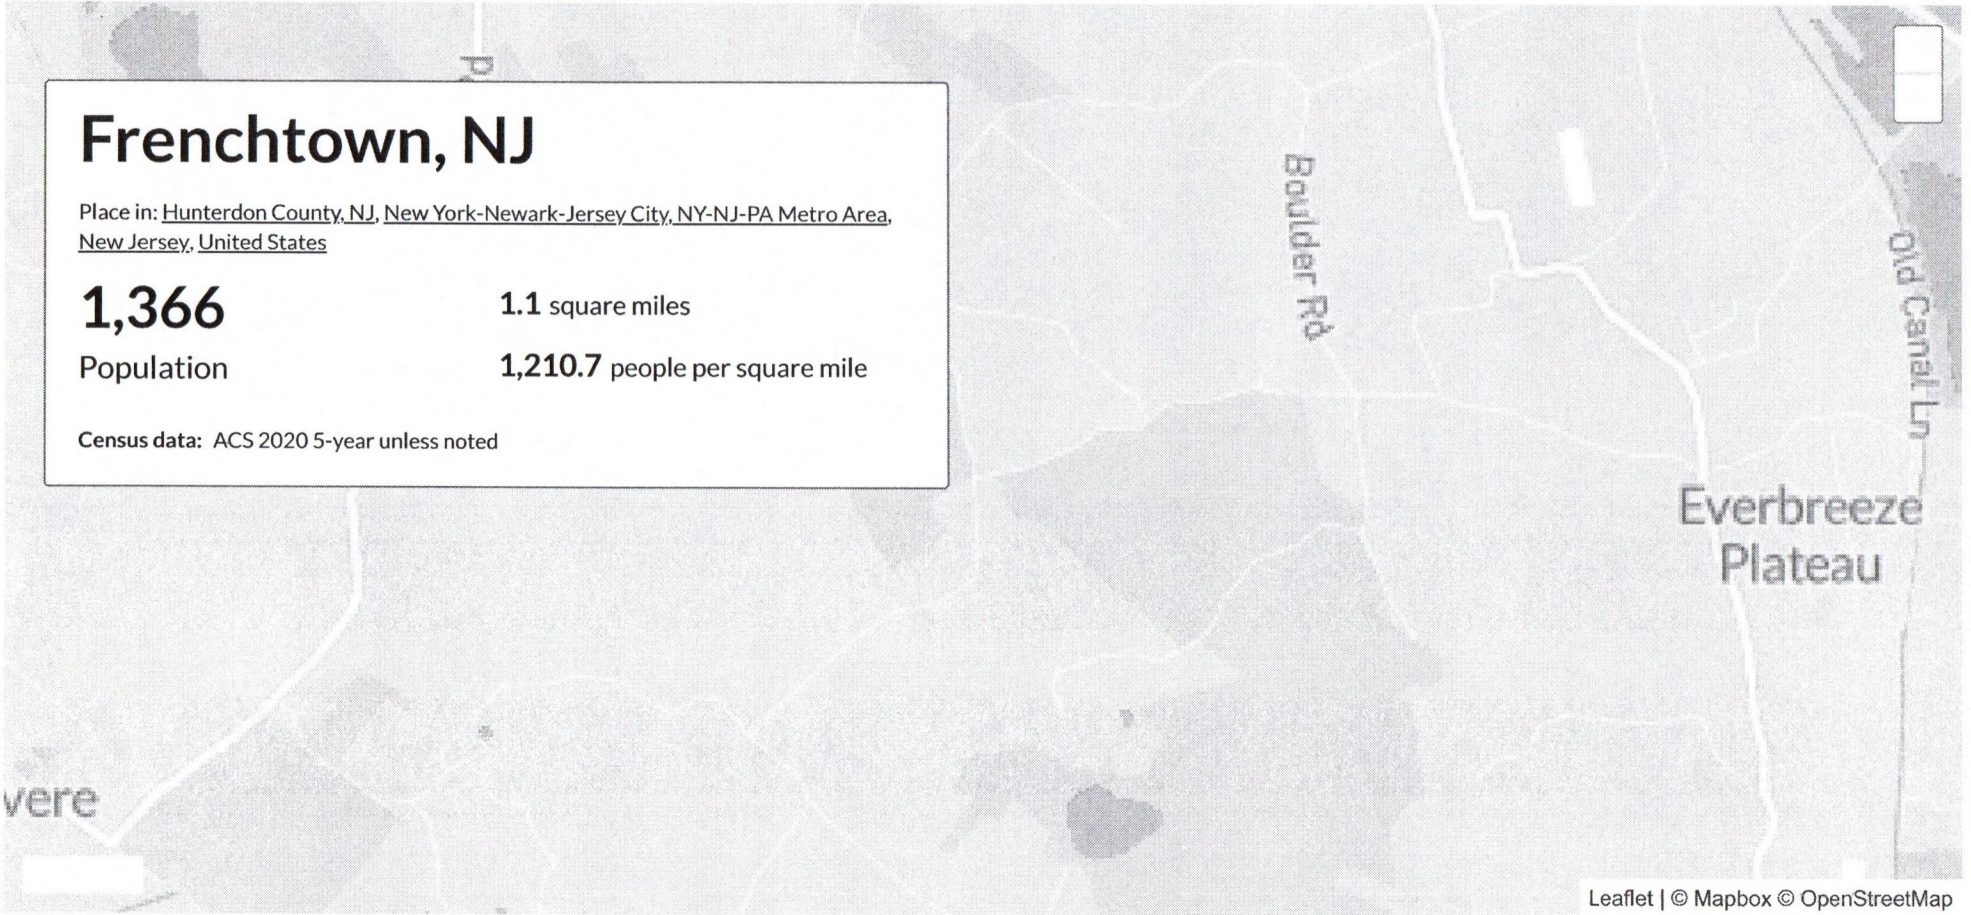 Frenchtown, NJ
Place in: Hunterdon County, NJ, New York-Newark-Jersey City, NY-NJ-PA Metro Area,
New Jersey, United States
1,366
Population
1.1 square miles
1,210.7 people per square mile
Census data: ACS 2020 5-year unless noted
Boulder Rd
Old Canal Ln
Everbreeze
Plateau
vere
Leaflet | © Mapbox © OpenStreetMap